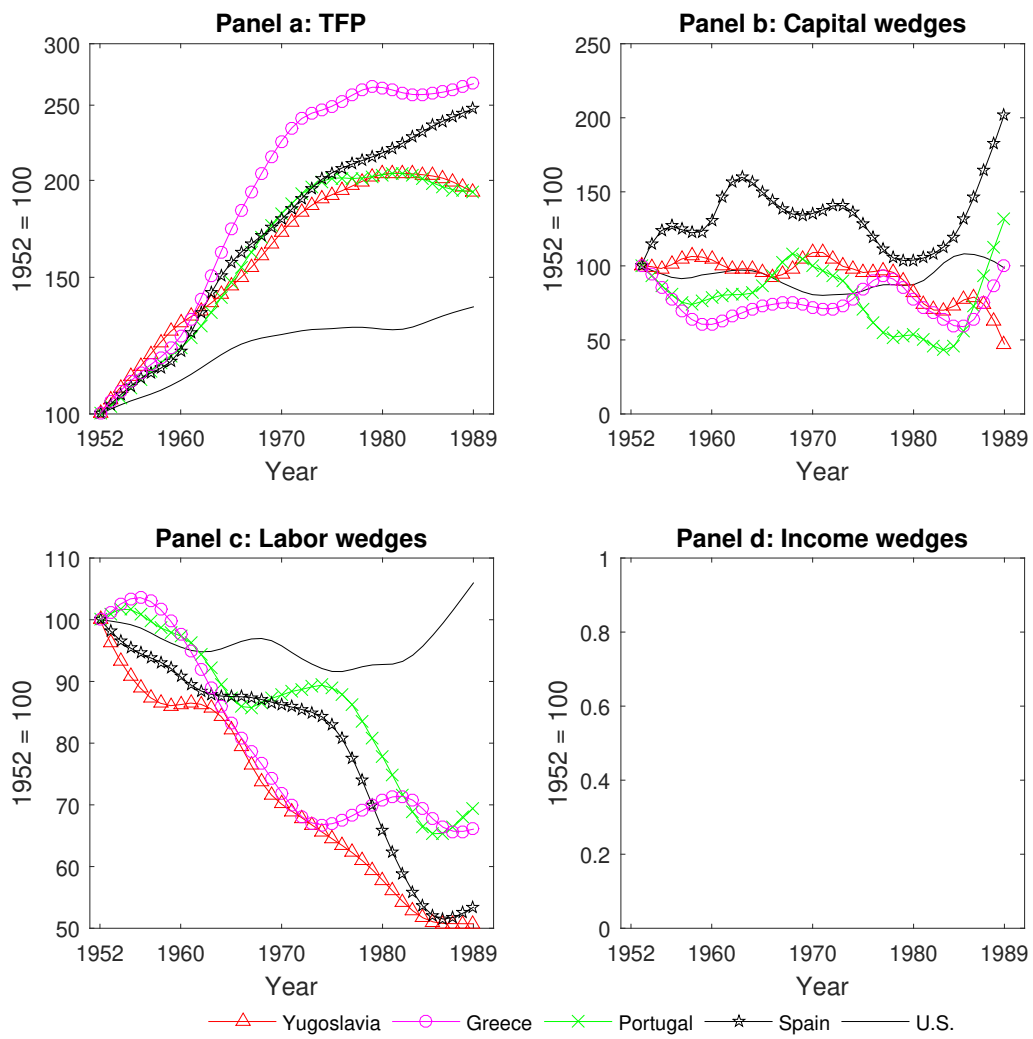 Panel a: TFP
300
250
200
150
100
1952 = 100
1952 1960 1970 1980 1989
Year
Panel b: Capital wedges
250
200
150
100
50
0
1952 = 100
1952 1960 1970 1980 1989
Year
Panel c: Labor wedges
110
100
90
80
70
60
50
1952 = 100
1952 1960 1970 1980 1989
Year
Panel d: Income wedges
1
0.8
0.6
0.4
0.2
0
1952 = 100
1952 1960 1970 1980 1989
Year
Yugoslavia Greece Portugal Spain U.S.